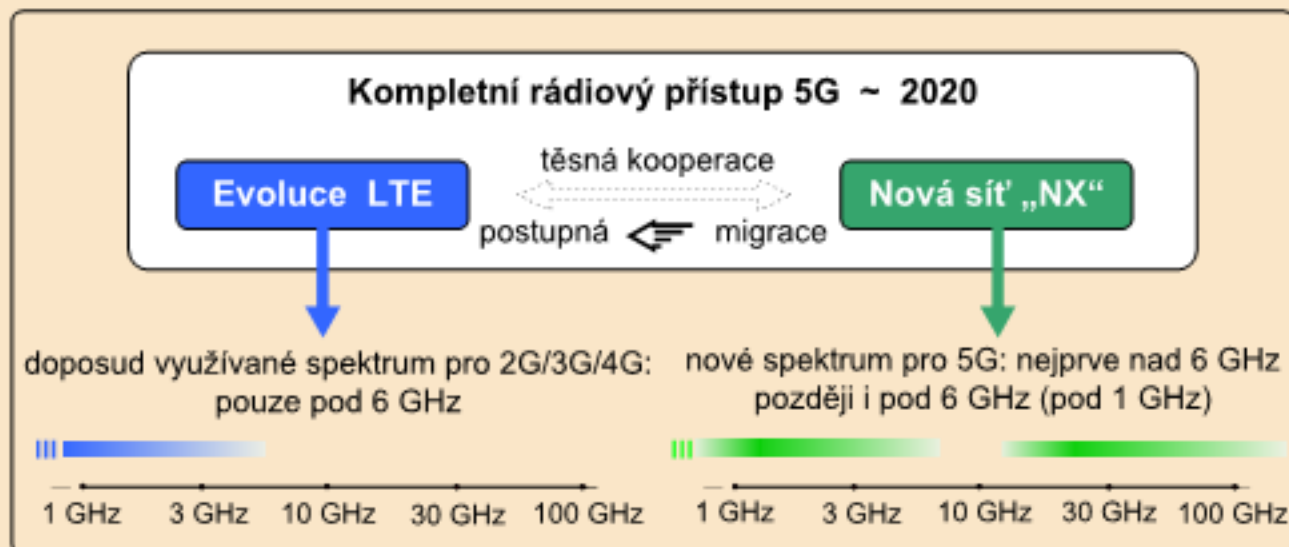 Kompletní rádiový přístup 5G ~ 2020
těsná kooperace
Evoluce LTE
Nová síť „NX“
postupná migrace
doposud využívané spektrum pro 2G/3G/4G:
pouze pod 6 GHz
nové spektrum pro 5G: nejprve nad 6 GHz
později i pod 6 GHz (pod 1 GHz)
1 GHz 3 GHz 10 GHz 30 GHz 100 GHz
1 GHz 3 GHz 10 GHz 30 GHz 100 GHz